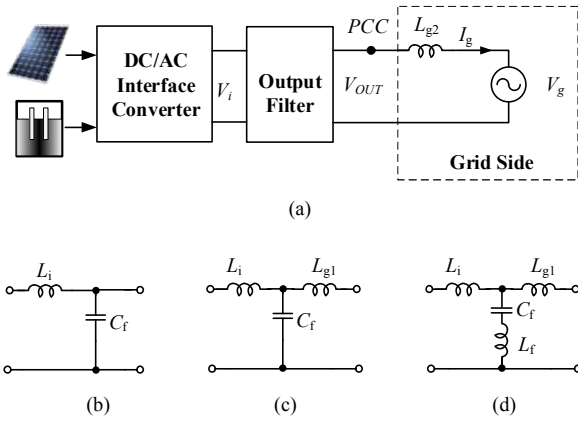 DC/AC
Interface
Converter
V_i
Output
Filter
PCC
V_OUT
L_g2
I_g
V_g
Grid Side
(a)
L_i
C_f
(b)
L_i
L_g1
C_f
(c)
L_i
L_g1
C_f
L_f
(d)